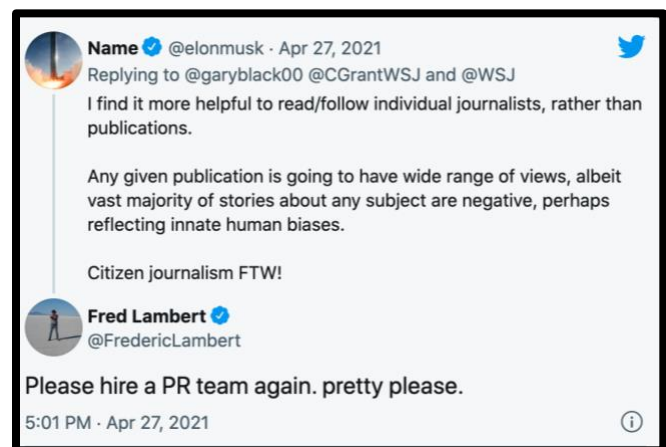 Name @elonmusk · Apr 27, 2021
Replying to @garyblack00 @CGrantWSJ and @WSJ
I find it more helpful to read/follow individual journalists, rather than
publications.
Any given publication is going to have wide range of views, albeit
vast majority of stories about any subject are negative, perhaps
reflecting innate human biases.
Citizen journalism FTW!
Fred Lambert
@FredericLambert
Please hire a PR team again. pretty please.
5:01 PM · Apr 27, 2021